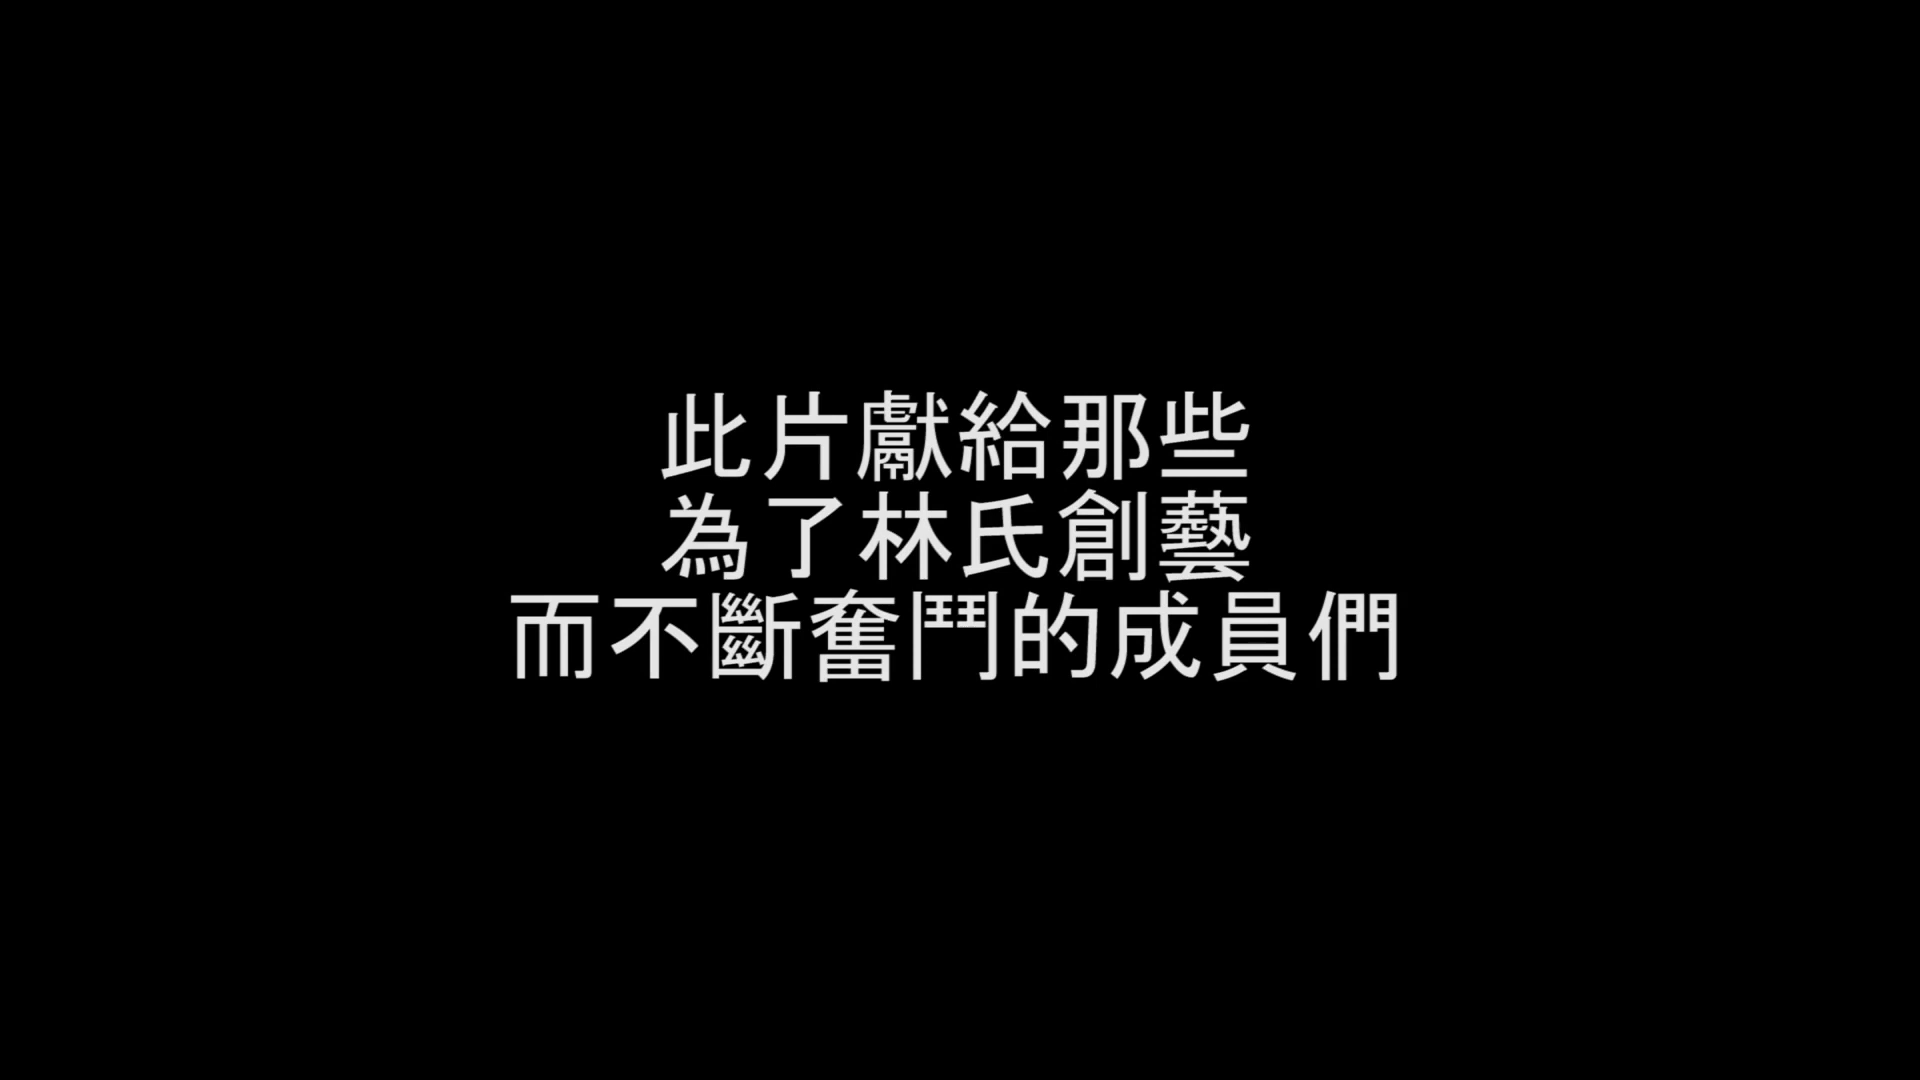 此片獻給那些
為了林氏創藝
而不斷奮鬥的成員們